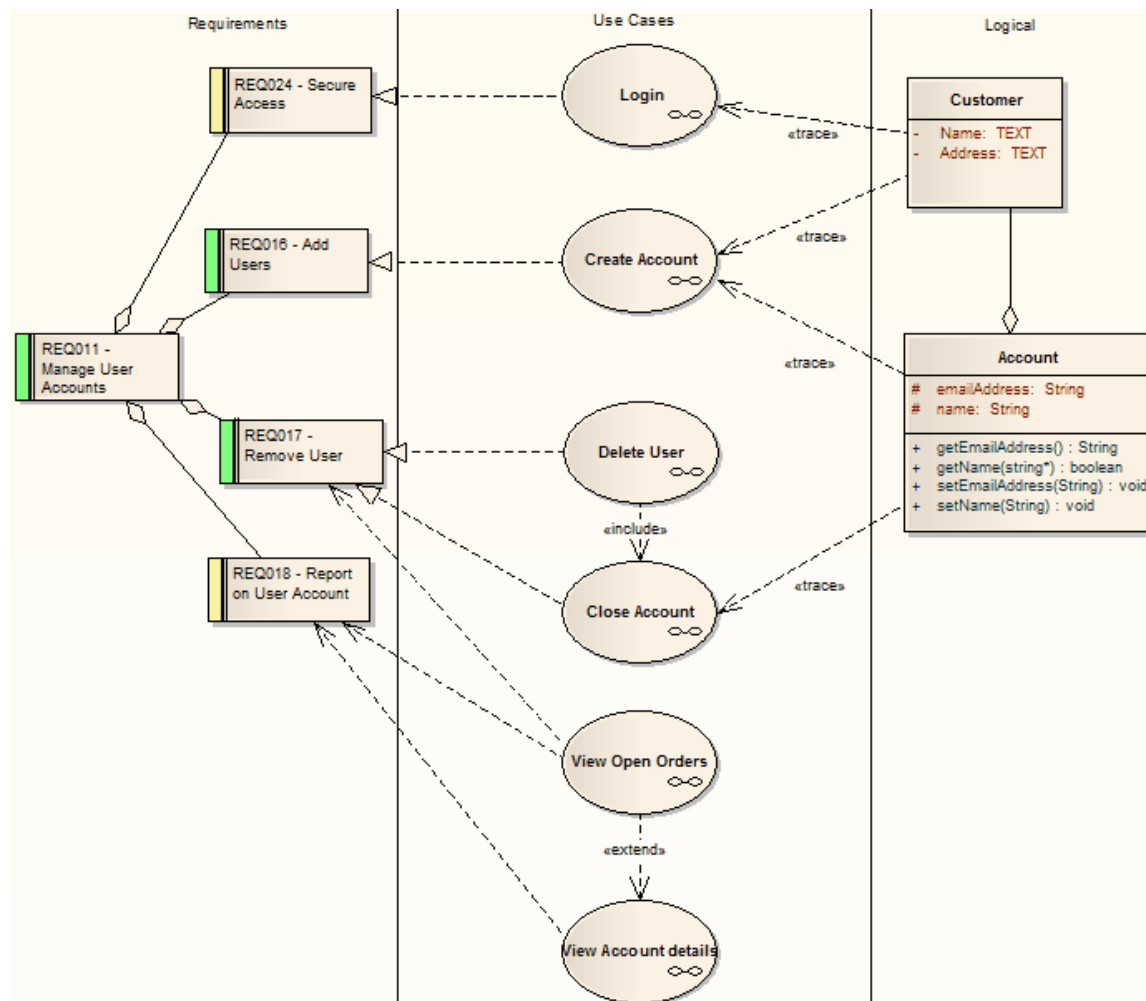 Requirements
Use Cases
Logical
REQ024 - Secure
Access
Login
Customer
- Name: TEXT
- Address: TEXT
«trace»
REQ016 - Add
Users
Create Account
«trace»
REQ011 -
Manage User
Accounts
«trace»
Account
# emailAddress: String
# name: String
+ getEmailAddress() : String
+ getName(string*) : boolean
+ setEmailAddress(String) : void
+ setName(String) : void
REQ017 -
Remove User
Delete User
«include»
REQ018 - Report
on User Account
Close Account
«trace»
View Open Orders
«extend»
View Account details